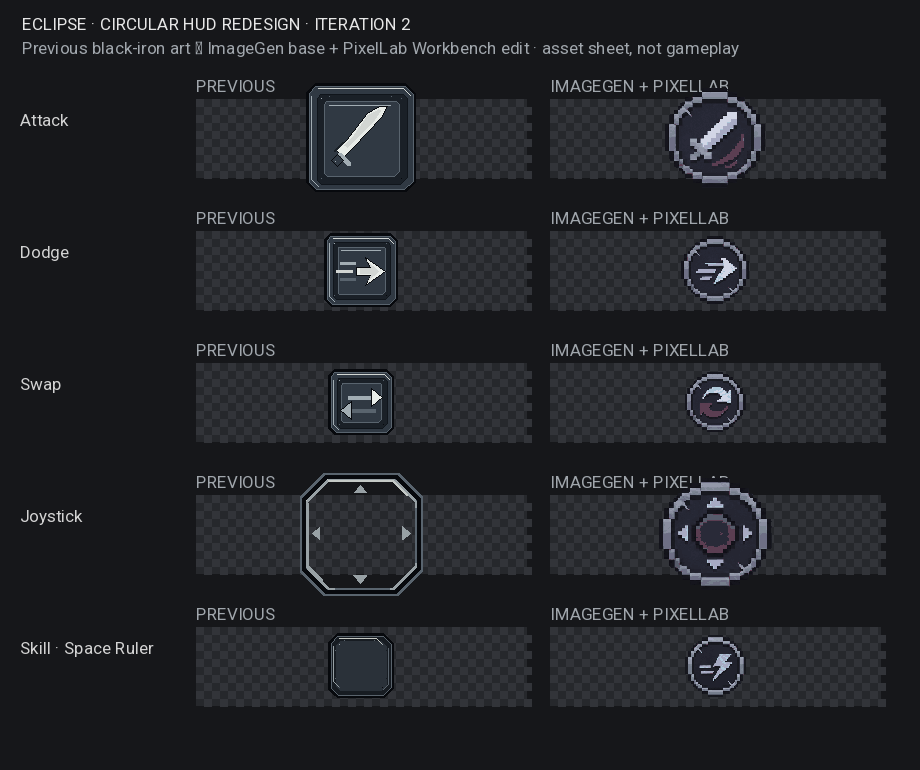 ECLIPSE · CIRCULAR HUD REDESIGN · ITERATION 2
Previous black-iron art ▯ ImageGen base + PixelLab Workbench edit · asset sheet, not gameplay
PREVIOUS
IMAGEGEN + PIXELLAB
Attack
PREVIOUS
IMAGEGEN + PIXELLAB
Dodge
PREVIOUS
IMAGEGEN + PIXELLAB
Swap
PREVIOUS
IMAGEGEN + PIXELLAB
Joystick
PREVIOUS
IMAGEGEN + PIXELLAB
Skill · Space Ruler